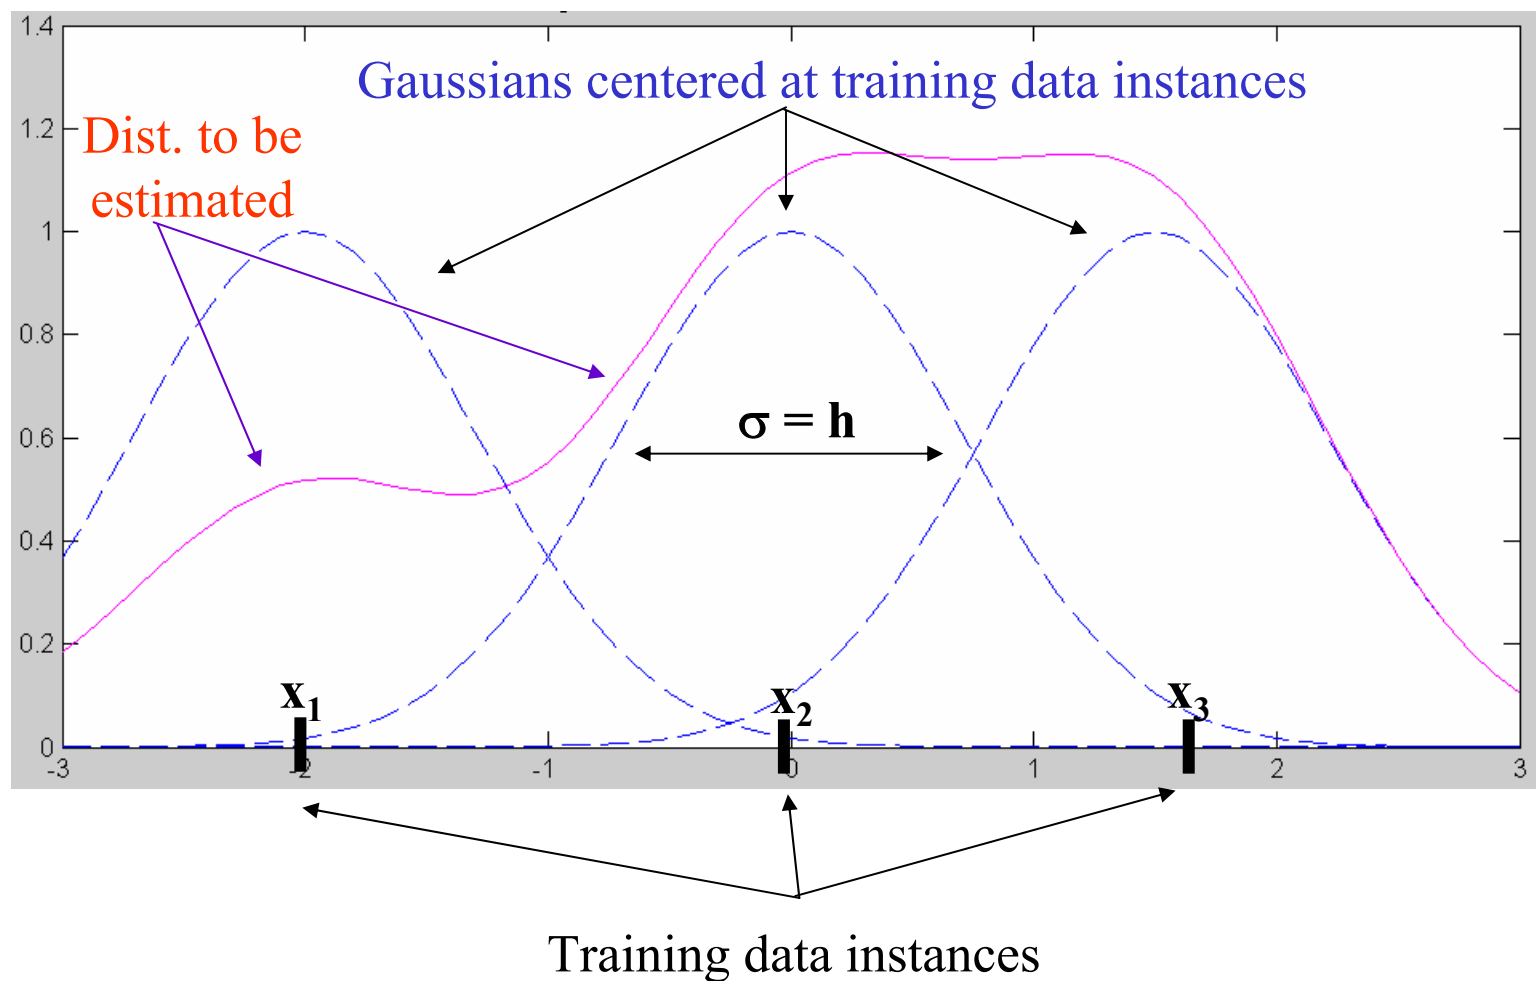 1.4
Gaussians centered at training data instances
1.2
Dist. to be
estimated
1
0.8
σ = h
0.6
0.4
0.2
x1 x2 x3
0
-3 -2 -1 0 1 2 3
Training data instances